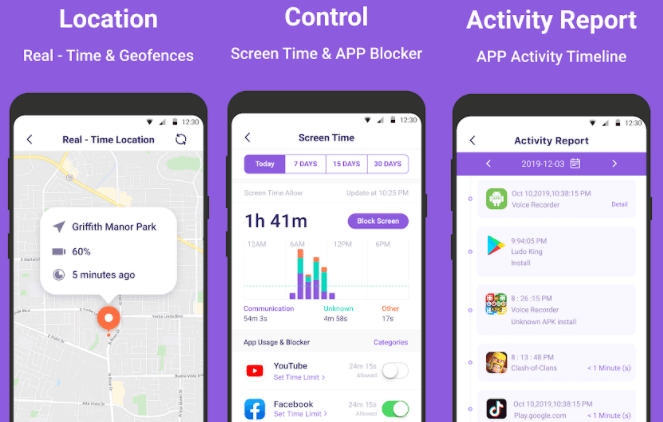 Location
Real - Time & Geofences
12:30
Real - Time Location
Griffith Manor Park
60%
5 minutes ago
Control
Screen Time & APP Blocker
12:30
Screen Time
Today 7 DAYS 15 DAYS 30 DAYS
Screen Time Allow Update at 10:25 PM
1h 41m Block Screen
12AM 6AM 12PM 6PM
Communication Unknown Other
54m 3s 4m 58s 17s
App Usage & Blocker Categories
YouTube 24m 15s
Set Time Limit > Allowed
Facebook 24m 15s
Set Time Limit > Allowed
Activity Report
APP Activity Timeline
12:30
Activity Report
2019-12-03
Oct 10,2019,10:38:15 PM
Voice Recorder Detail
9:94:05 PM
Ludo King
Install
8 : 26 :15 PM
Voice Recorder
Unknown APK install
8 : 13 : 48 PM
Clash-of-Clans < 1 Minute (s)
Oct 10,2019,10:38:15 PM
Play.google.com < 1 Minute (s)